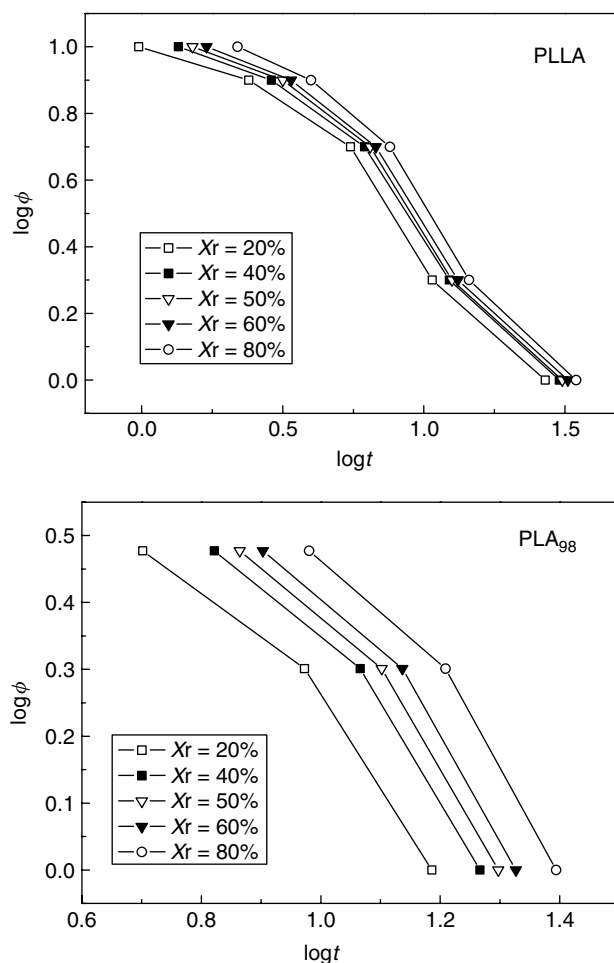 PLLA
1.0
0.8
0.6
0.4
0.2
0.0
logϕ
Xr = 20%
Xr = 40%
Xr = 50%
Xr = 60%
Xr = 80%
0.0 0.5 1.0 1.5
logt
PLA98
0.5
0.4
0.3
0.2
0.1
0.0
logϕ
Xr = 20%
Xr = 40%
Xr = 50%
Xr = 60%
Xr = 80%
0.6 0.8 1.0 1.2 1.4
logt